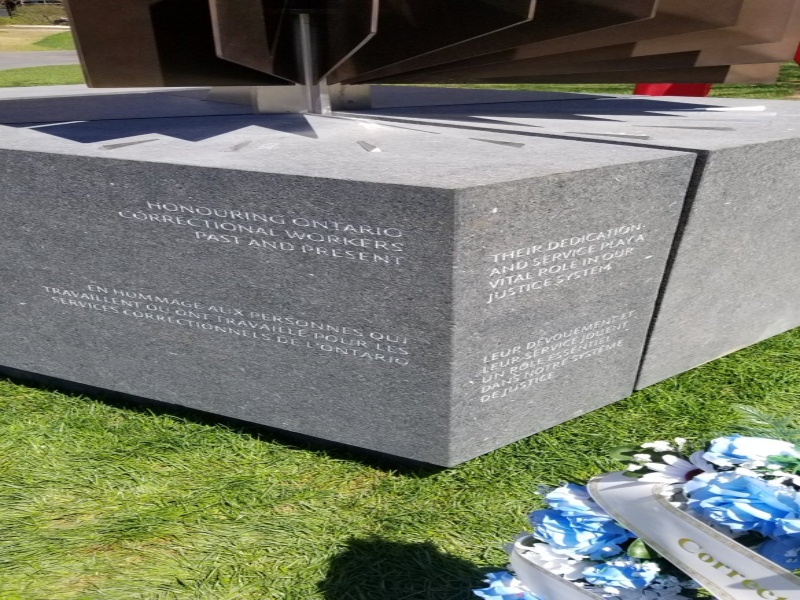 HONOURING ONTARIO
CORRECTIONAL WORKERS
PAST AND PRESENT
EN HOMMAGE AUX PERSONNES QUI
TRAVAILLENT OU ONT TRAVAILLÉ POUR LES
SERVICES CORRECTIONNELS DE L'ONTARIO
THEIR DEDICATION
AND SERVICE PLAY A
VITAL ROLE IN OUR
JUSTICE SYSTEM
LEUR DÉVOUEMENT ET
LEUR SERVICE JOUENT
UN RÔLE ESSENTIEL
DANS NOTRE SYSTÈME
DE JUSTICE
Correct